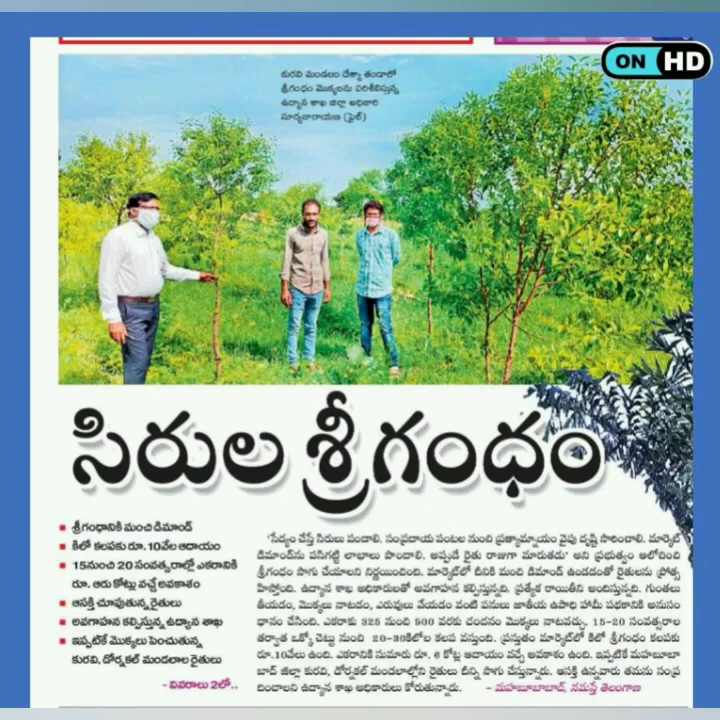 ON HD
కురవి మండలం దేశ్యా తండాలో
శ్రీగంధం మొక్కలను పరిశీలిస్తున్న
ఉద్యాన శాఖ జిల్లా అధికారి
సూర్యనారాయణ (ఫైల్)
సిరుల శ్రీగంధం
■ శ్రీగంధానికి మంచి డిమాండ్
■ కిలో కలపకు రూ. 10వేల ఆదాయం
■ 15నుంచి 20 సంవత్సరాల్లో ఎకరానికి
రూ. ఆరు కోట్లు వచ్చే అవకాశం
■ ఆసక్తి చూపుతున్న రైతులు
■ అవగాహన కల్పిస్తున్న ఉద్యాన శాఖ
■ ఇప్పటికే మొక్కలు పెంచుతున్న
కురవి, డోర్నకల్ మండలాల రైతులు
- వివరాలు 2లో..
'సేద్యం చేస్తే సిరులు పండాలి. సంప్రదాయ పంటల నుంచి ప్రత్యామ్నాయం వైపు దృష్టి సారించాలి. మార్కెట్
డిమాండ్‌ను పసిగట్టి లాభాలు పొందాలి. అప్పుడే రైతు రాజుగా మారుతడు' అని ప్రభుత్వం ఆలోచించి
శ్రీగంధం సాగు చేయాలని నిర్ణయించింది. మార్కెట్‌లో దీనికి మంచి డిమాండ్ ఉండడంతో రైతులను ప్రోత్స
హిస్తోంది. ఉద్యాన శాఖ అధికారులతో అవగాహన కల్పిస్తున్నది. ప్రత్యేక రాయితీని అందిస్తున్నది. గుంతలు
తీయడం, మొక్కలు నాటడం, ఎరువులు వేయడం వంటి పనులు జాతీయ ఉపాధి హామీ పథకానికి అనుసం
ధానం చేసింది. ఎకరాకు 325 నుంచి 500 వరకు చందనం మొక్కలు నాటవచ్చు. 15-20 సంవత్సరాల
తర్వాత ఒక్కో చెట్టు నుంచి 20-30కిలోల కలప వస్తుంది. ప్రస్తుతం మార్కెట్‌లో కిలో శ్రీగంధం కలపకు
రూ.10వేలు ఉంది. ఎకరానికి సుమారు రూ. 6 కోట్ల ఆదాయం వచ్చే అవకాశం ఉంది. ఇప్పటికే మహబూబా
బాద్ జిల్లా కురవి, డోర్నకల్ మండలాల్లోని రైతులు దీన్ని సాగు చేస్తున్నారు. ఆసక్తి ఉన్నవారు తమను సంప్ర
దించాలని ఉద్యాన శాఖ అధికారులు కోరుతున్నారు. - మహబూబాబాద్, నమస్తే తెలంగాణ